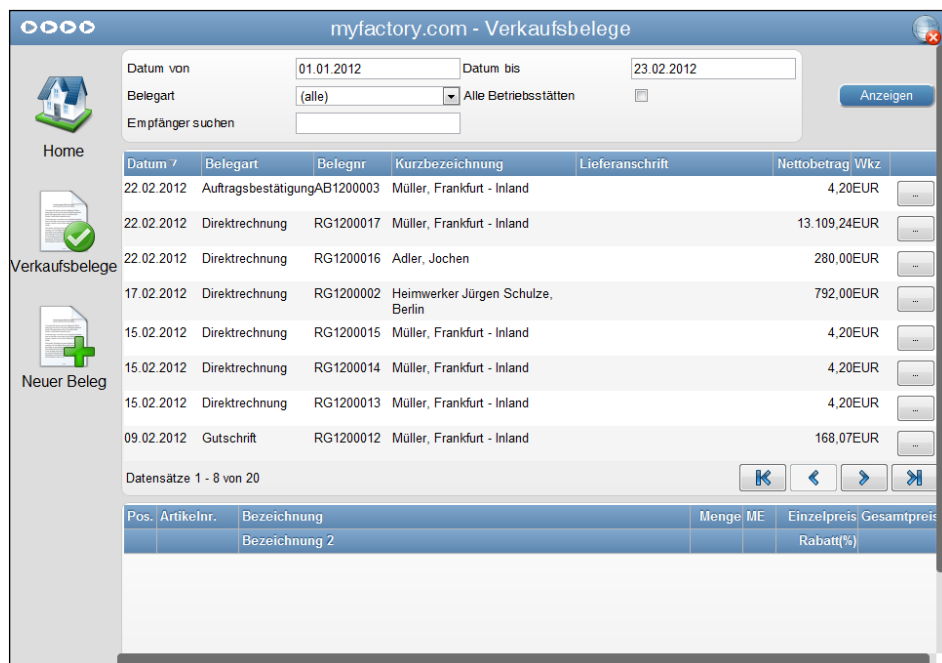 myfactory.com - Verkaufsbelege
Datum von 01.01.2012 Datum bis 23.02.2012
Belegart (alle) Alle Betriebsstätten Anzeigen
Empfänger suchen
Home
Verkaufsbelege
Neuer Beleg
Datum Belegart Belegnr Kurzbezeichnung Lieferanschrift Nettobetrag Wkz
22.02.2012 Auftragsbestätigung AB1200003 Müller, Frankfurt - Inland 4,20 EUR ...
22.02.2012 Direktrechnung RG1200017 Müller, Frankfurt - Inland 13.109,24 EUR ...
22.02.2012 Direktrechnung RG1200016 Adler, Jochen 280,00 EUR ...
17.02.2012 Direktrechnung RG1200002 Heimwerker Jürgen Schulze, 792,00 EUR ...
Berlin
15.02.2012 Direktrechnung RG1200015 Müller, Frankfurt - Inland 4,20 EUR ...
15.02.2012 Direktrechnung RG1200014 Müller, Frankfurt - Inland 4,20 EUR ...
15.02.2012 Direktrechnung RG1200013 Müller, Frankfurt - Inland 4,20 EUR ...
09.02.2012 Gutschrift RG1200012 Müller, Frankfurt - Inland 168,07 EUR ...
Datensätze 1 - 8 von 20
Pos. Artikelnr. Bezeichnung Menge ME Einzelpreis Gesamtpreis
Bezeichnung 2 Rabatt(%)